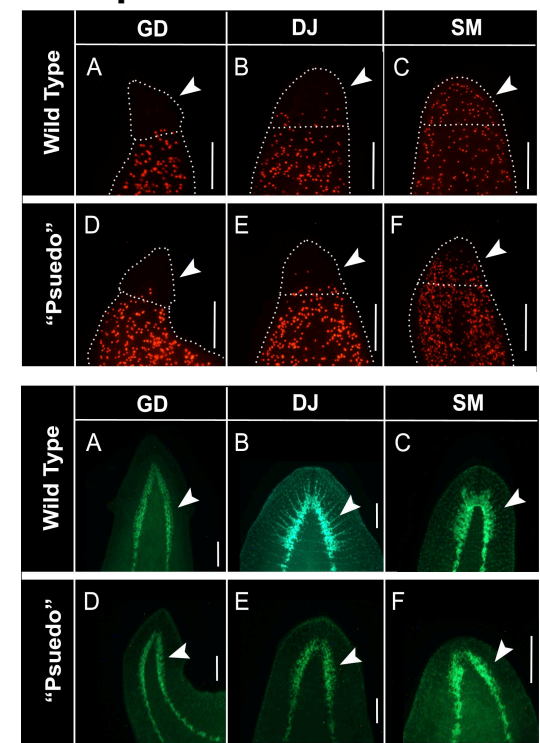 GD DJ SM
Wild Type
A B C
"Psuedo"
D E F
GD DJ SM
Wild Type
A B C
"Psuedo"
D E F